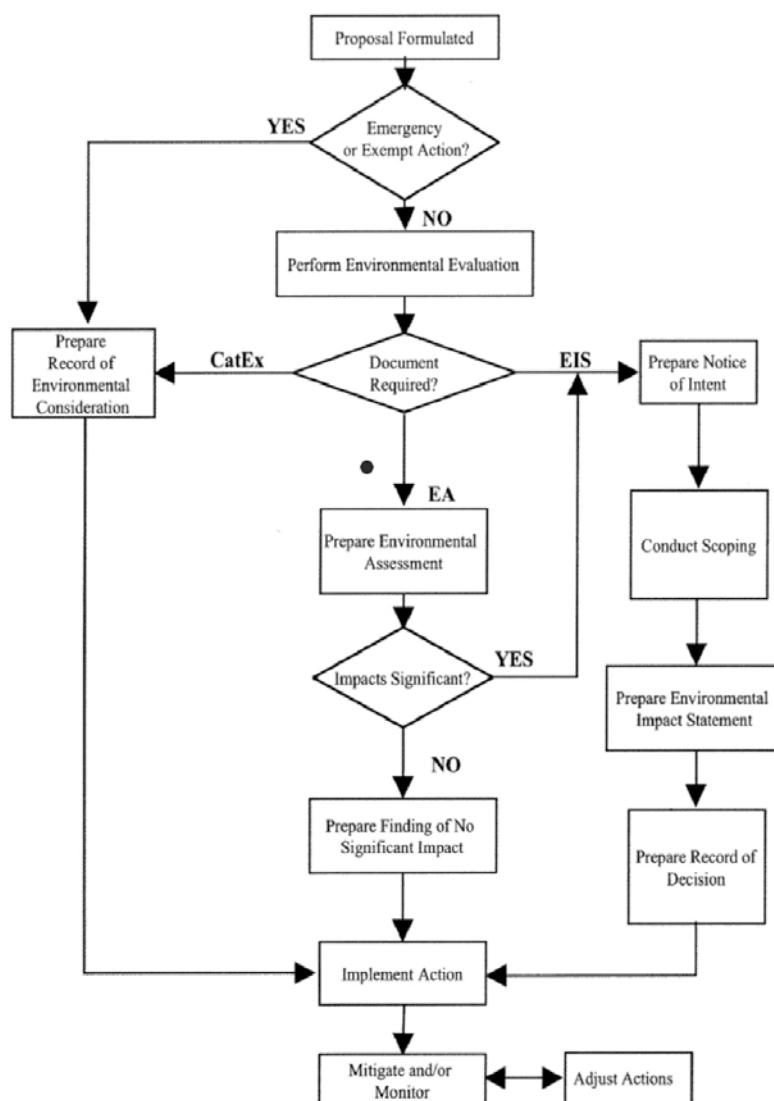 Proposal Formulated
YES
Emergency
or Exempt Action?
NO
Perform Environmental Evaluation
Prepare
Record of
Environmental
Consideration
CatEx
Document
Required?
EIS
Prepare Notice
of Intent
EA
Prepare Environmental
Assessment
Conduct Scoping
Impacts Significant?
YES
Prepare Environmental
Impact Statement
NO
Prepare Finding of No
Significant Impact
Prepare Record of
Decision
Implement Action
Mitigate and/or
Monitor
Adjust Actions